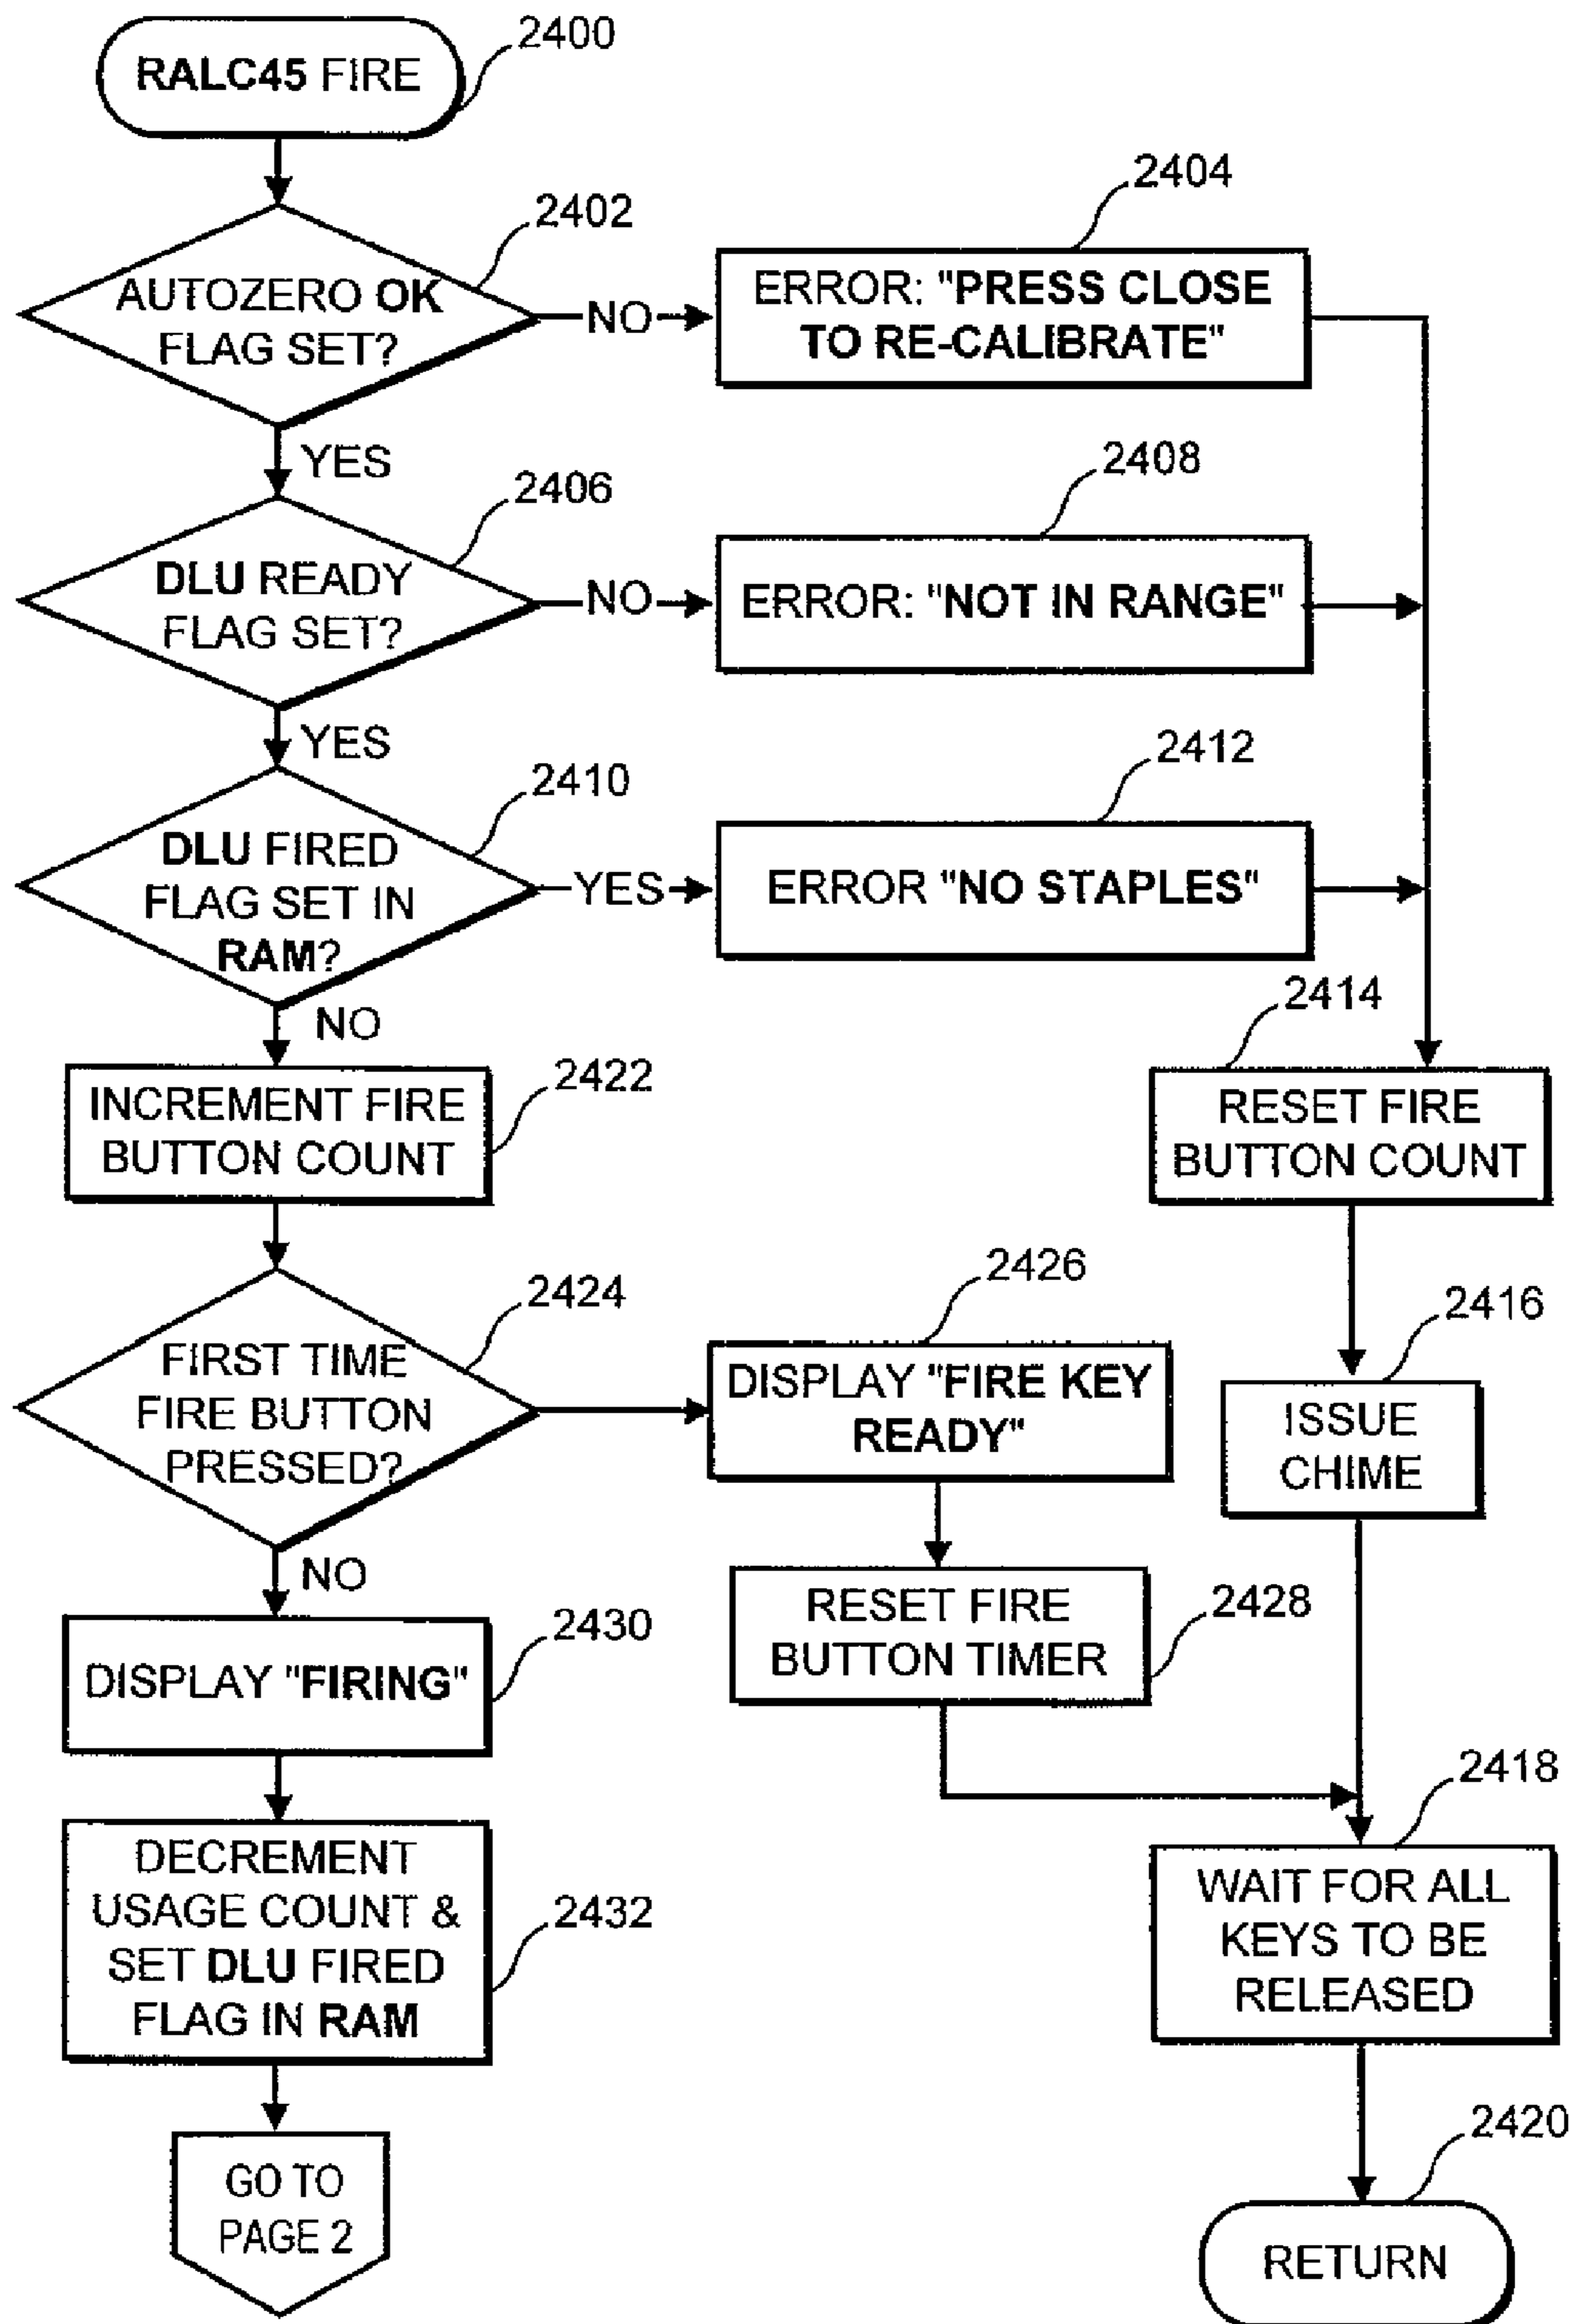 RALC45 FIRE
2400
2402
AUTOZERO OK
FLAG SET?
NO
2404
ERROR: "PRESS CLOSE
TO RE-CALIBRATE"
YES
2406
DLU READY
FLAG SET?
NO
2408
ERROR: "NOT IN RANGE"
YES
2410
DLU FIRED
FLAG SET IN
RAM?
YES
2412
ERROR "NO STAPLES"
NO
2414
RESET FIRE
BUTTON COUNT
2422
INCREMENT FIRE
BUTTON COUNT
2416
ISSUE
CHIME
2424
FIRST TIME
FIRE BUTTON
PRESSED?
2426
DISPLAY "FIRE KEY
READY"
2428
RESET FIRE
BUTTON TIMER
NO
2430
DISPLAY "FIRING"
2418
WAIT FOR ALL
KEYS TO BE
RELEASED
2432
DECREMENT
USAGE COUNT &
SET DLU FIRED
FLAG IN RAM
GO TO
PAGE 2
2420
RETURN